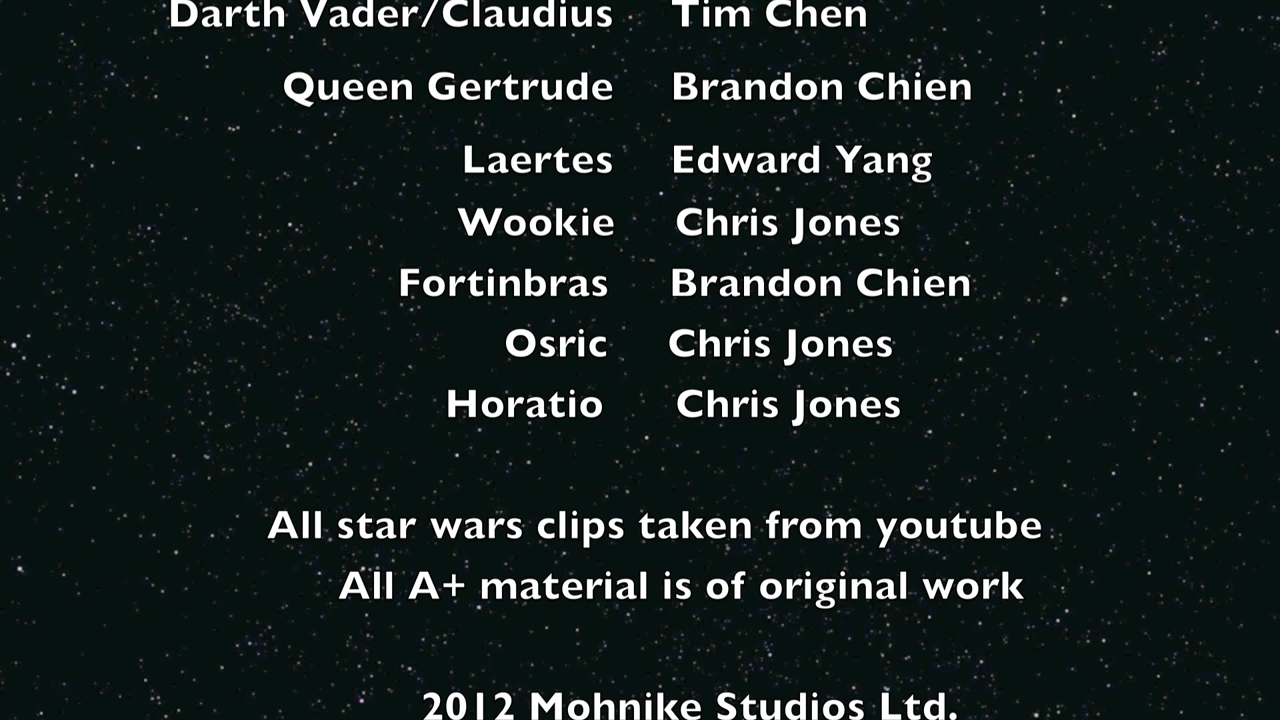 Darth Vader/Claudius Tim Chen
Queen Gertrude Brandon Chien
Laertes Edward Yang
Wookie Chris Jones
Fortinbras Brandon Chien
Osric Chris Jones
Horatio Chris Jones
All star wars clips taken from youtube
All A+ material is of original work
2012 Mohnike Studios Ltd.